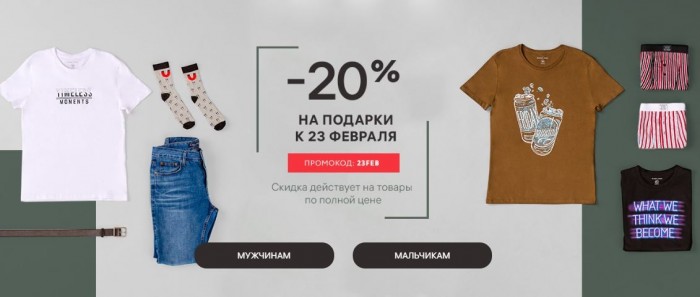 -20%
НА ПОДАРКИ
К 23 ФЕВРАЛЯ
ПРОМОКОД: 23FEB
Скидка действует на товары
по полной цене
МУЖЧИНАМ
МАЛЬЧИКАМ
TIMELESS
MOMENTS
WHAT WE
THINK WE
BECOME